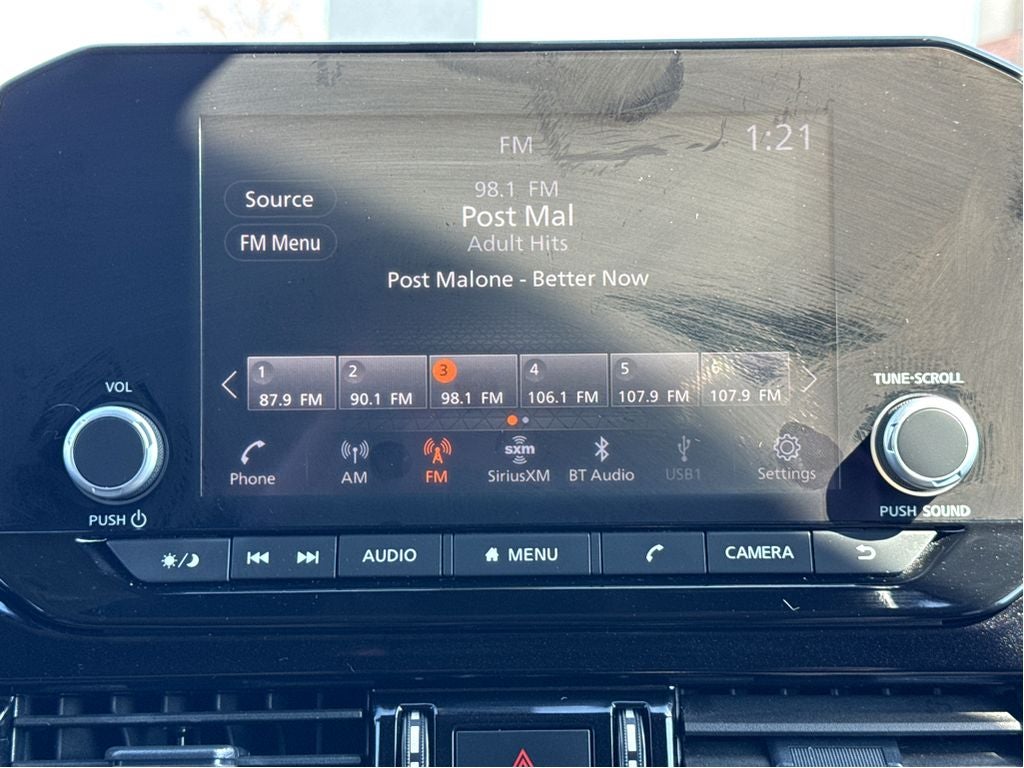 FM
1:21
98.1 FM
Source
Post Mal
FM Menu
Adult Hits
Post Malone - Better Now
1
2
3
4
5
6
87.9 FM
90.1 FM
98.1 FM
106.1 FM
107.9 FM
107.9 FM
VOL
TUNE·SCROLL
sxm
Phone
AM
FM
SiriusXM
BT Audio
USB1
Settings
PUSH
PUSH SOUND
AUDIO
MENU
CAMERA